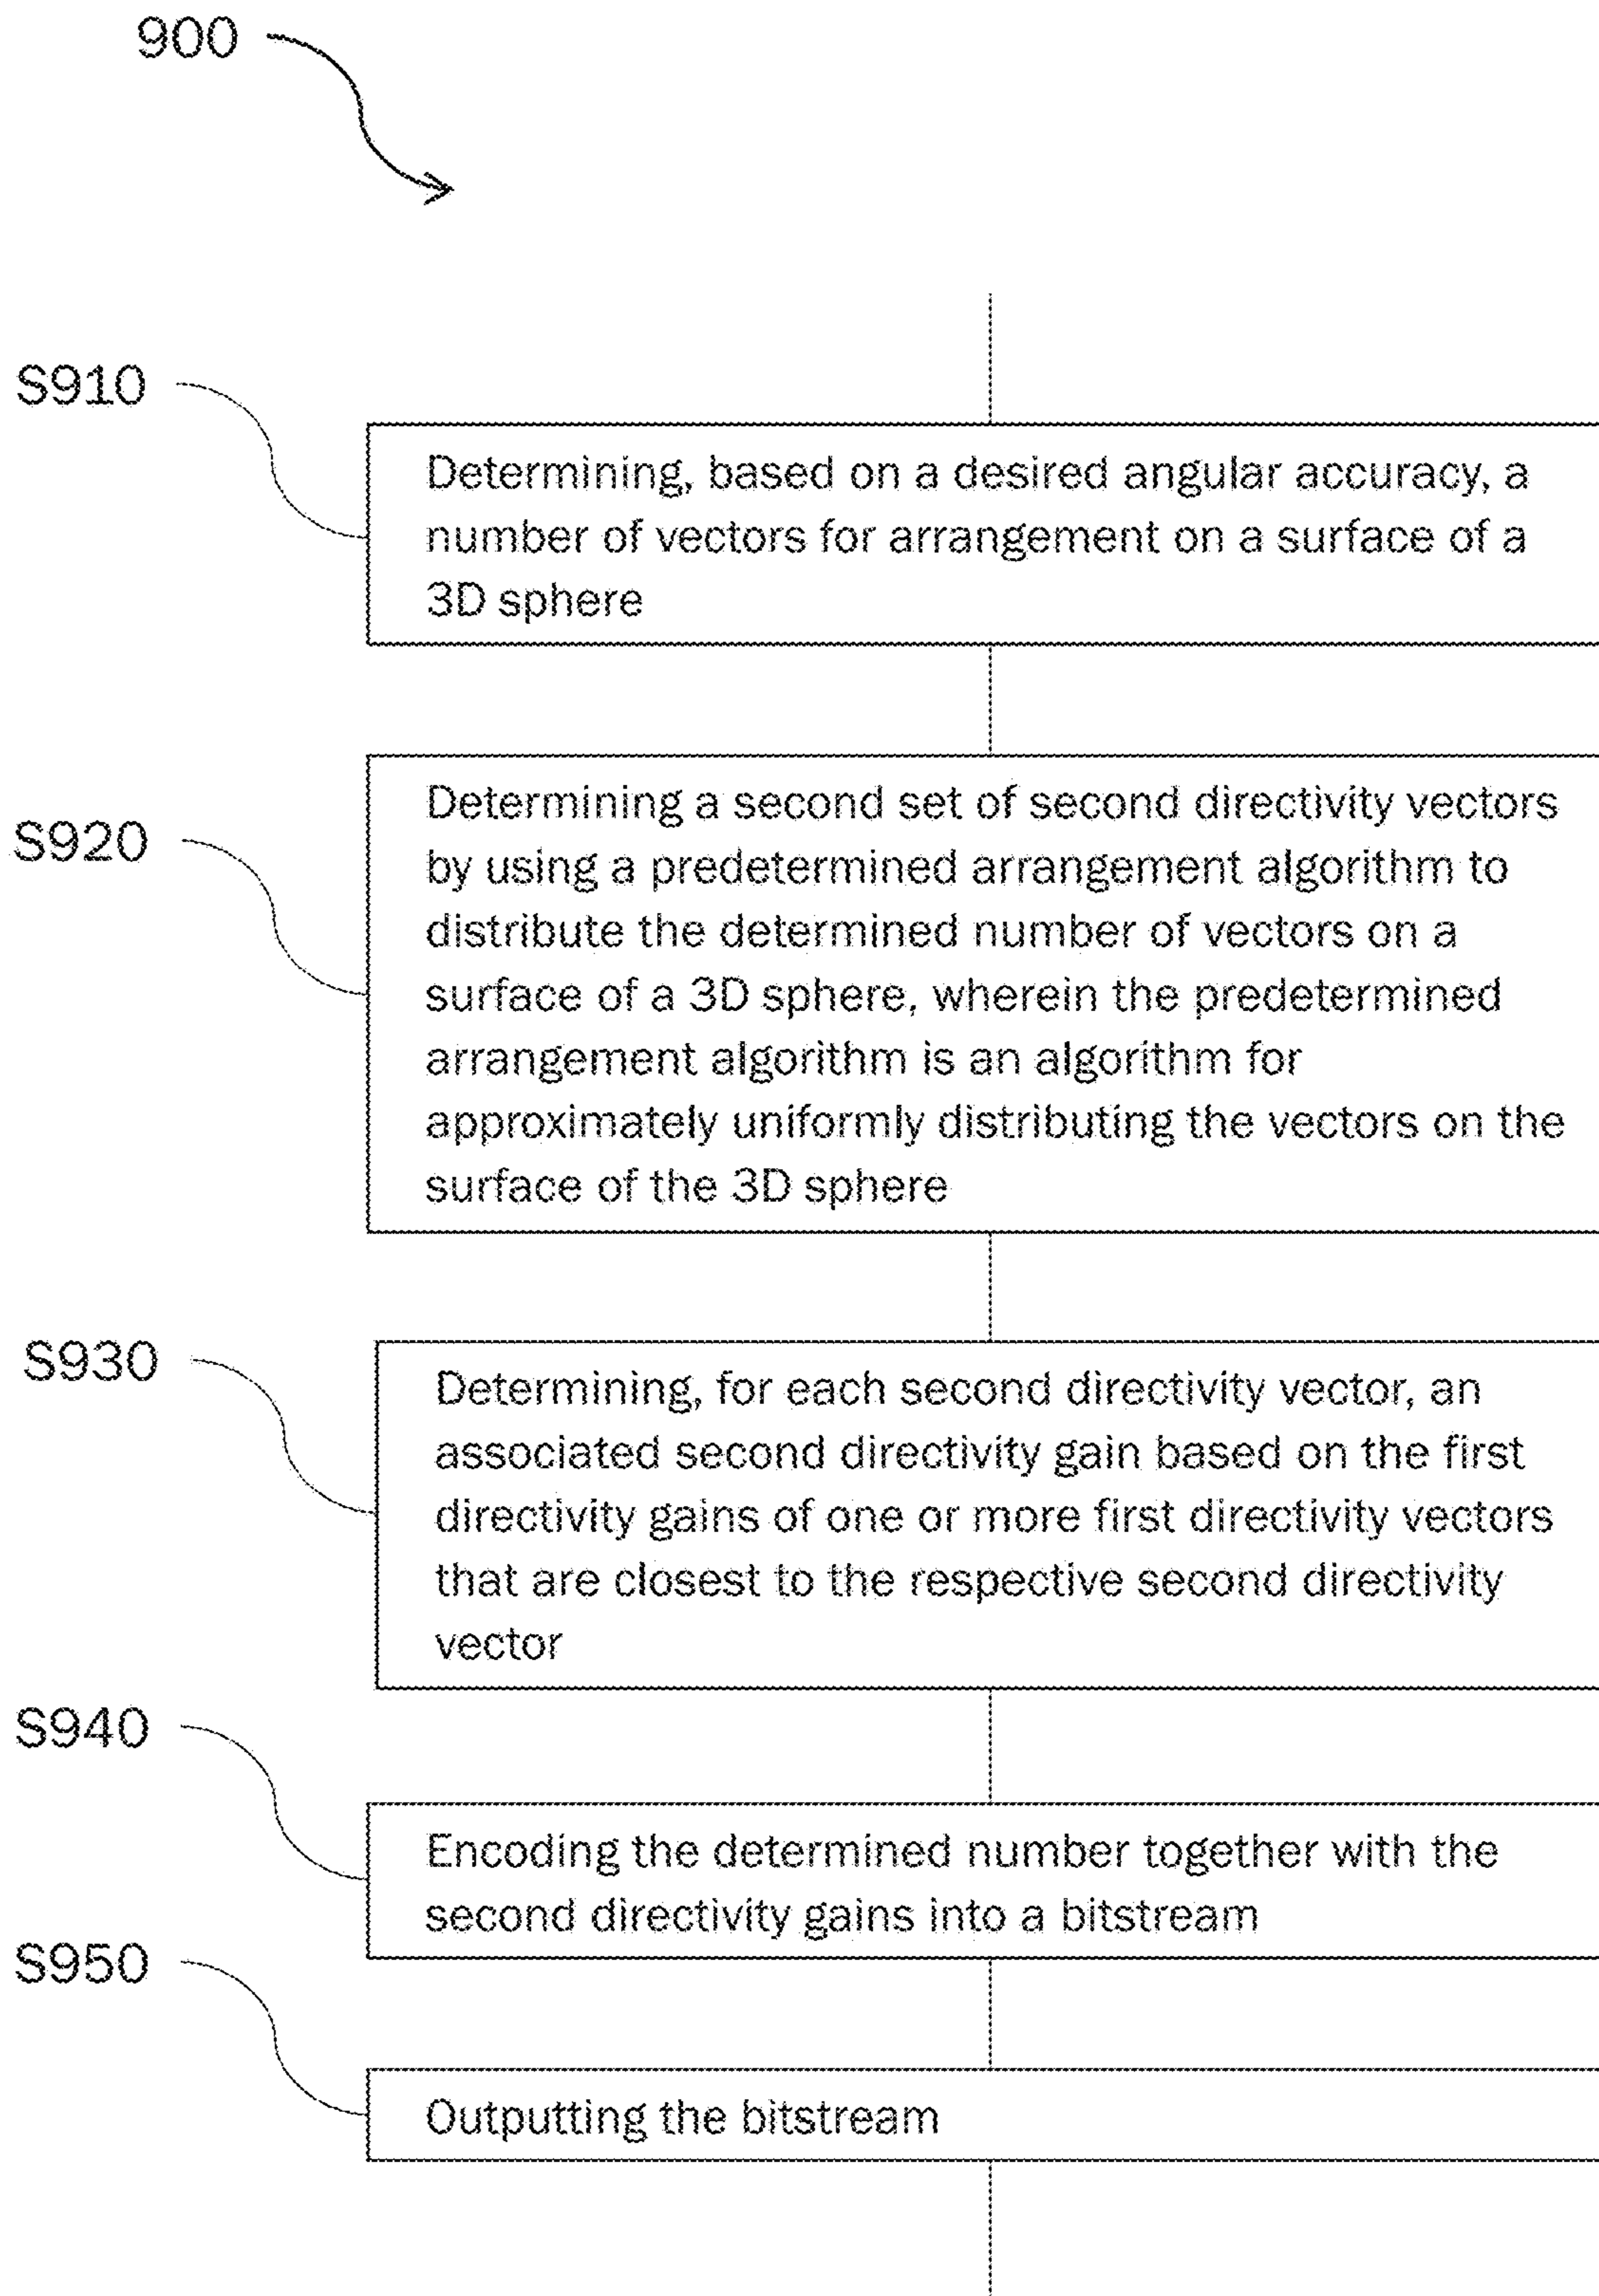 900
S910
Determining, based on a desired angular accuracy, a
number of vectors for arrangement on a surface of a
3D sphere
S920
Determining a second set of second directivity vectors
by using a predetermined arrangement algorithm to
distribute the determined number of vectors on a
surface of a 3D sphere, wherein the predetermined
arrangement algorithm is an algorithm for
approximately uniformly distributing the vectors on the
surface of the 3D sphere
S930
Determining, for each second directivity vector, an
associated second directivity gain based on the first
directivity gains of one or more first directivity vectors
that are closest to the respective second directivity
vector
S940
Encoding the determined number together with the
second directivity gains into a bitstream
S950
Outputting the bitstream